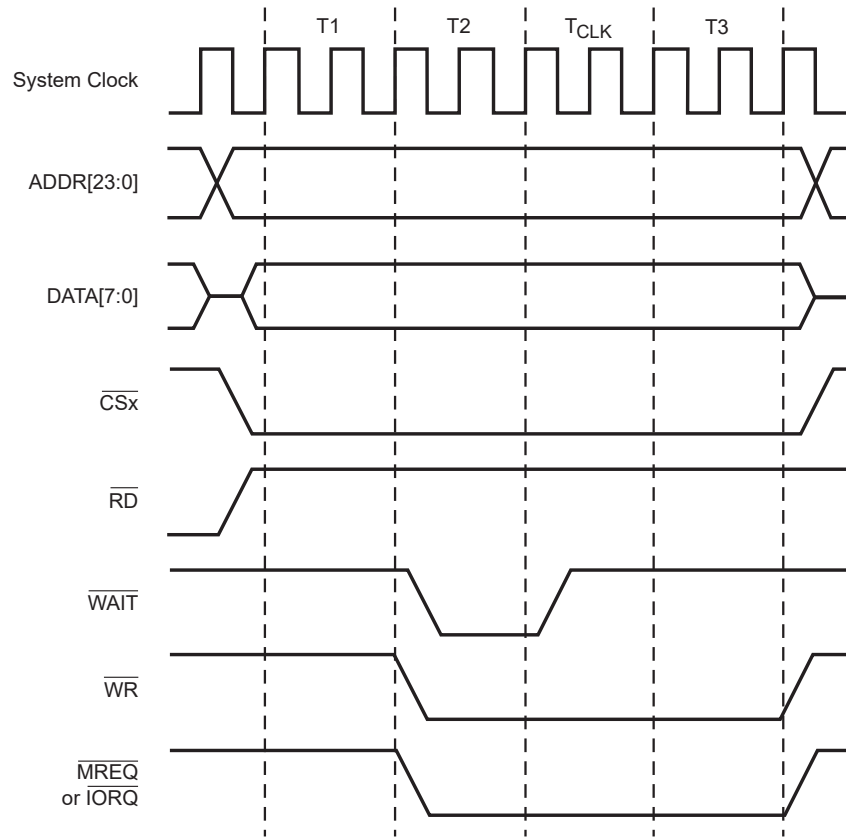 T1 T2 TCLK T3
System Clock
ADDR[23:0]
DATA[7:0]
CSx
RD
WAIT
WR
MREQ
or IORQ